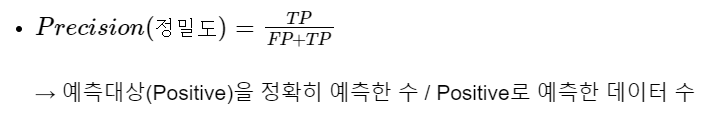 • Precision(정밀도) = TP / FP+TP
→ 예측대상(Positive)을 정확히 예측한 수 / Positive로 예측한 데이터 수